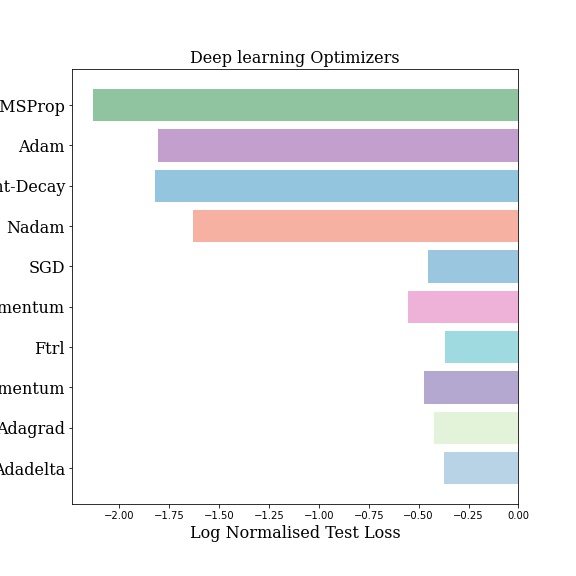 Deep learning Optimizers
MSProp
Adam
nt-Decay
Nadam
SGD
mentum
Ftrl
mentum
Adagrad
Adadelta
−2.00 −1.75 −1.50 −1.25 −1.00 −0.75 −0.50 −0.25 0.00
Log Normalised Test Loss